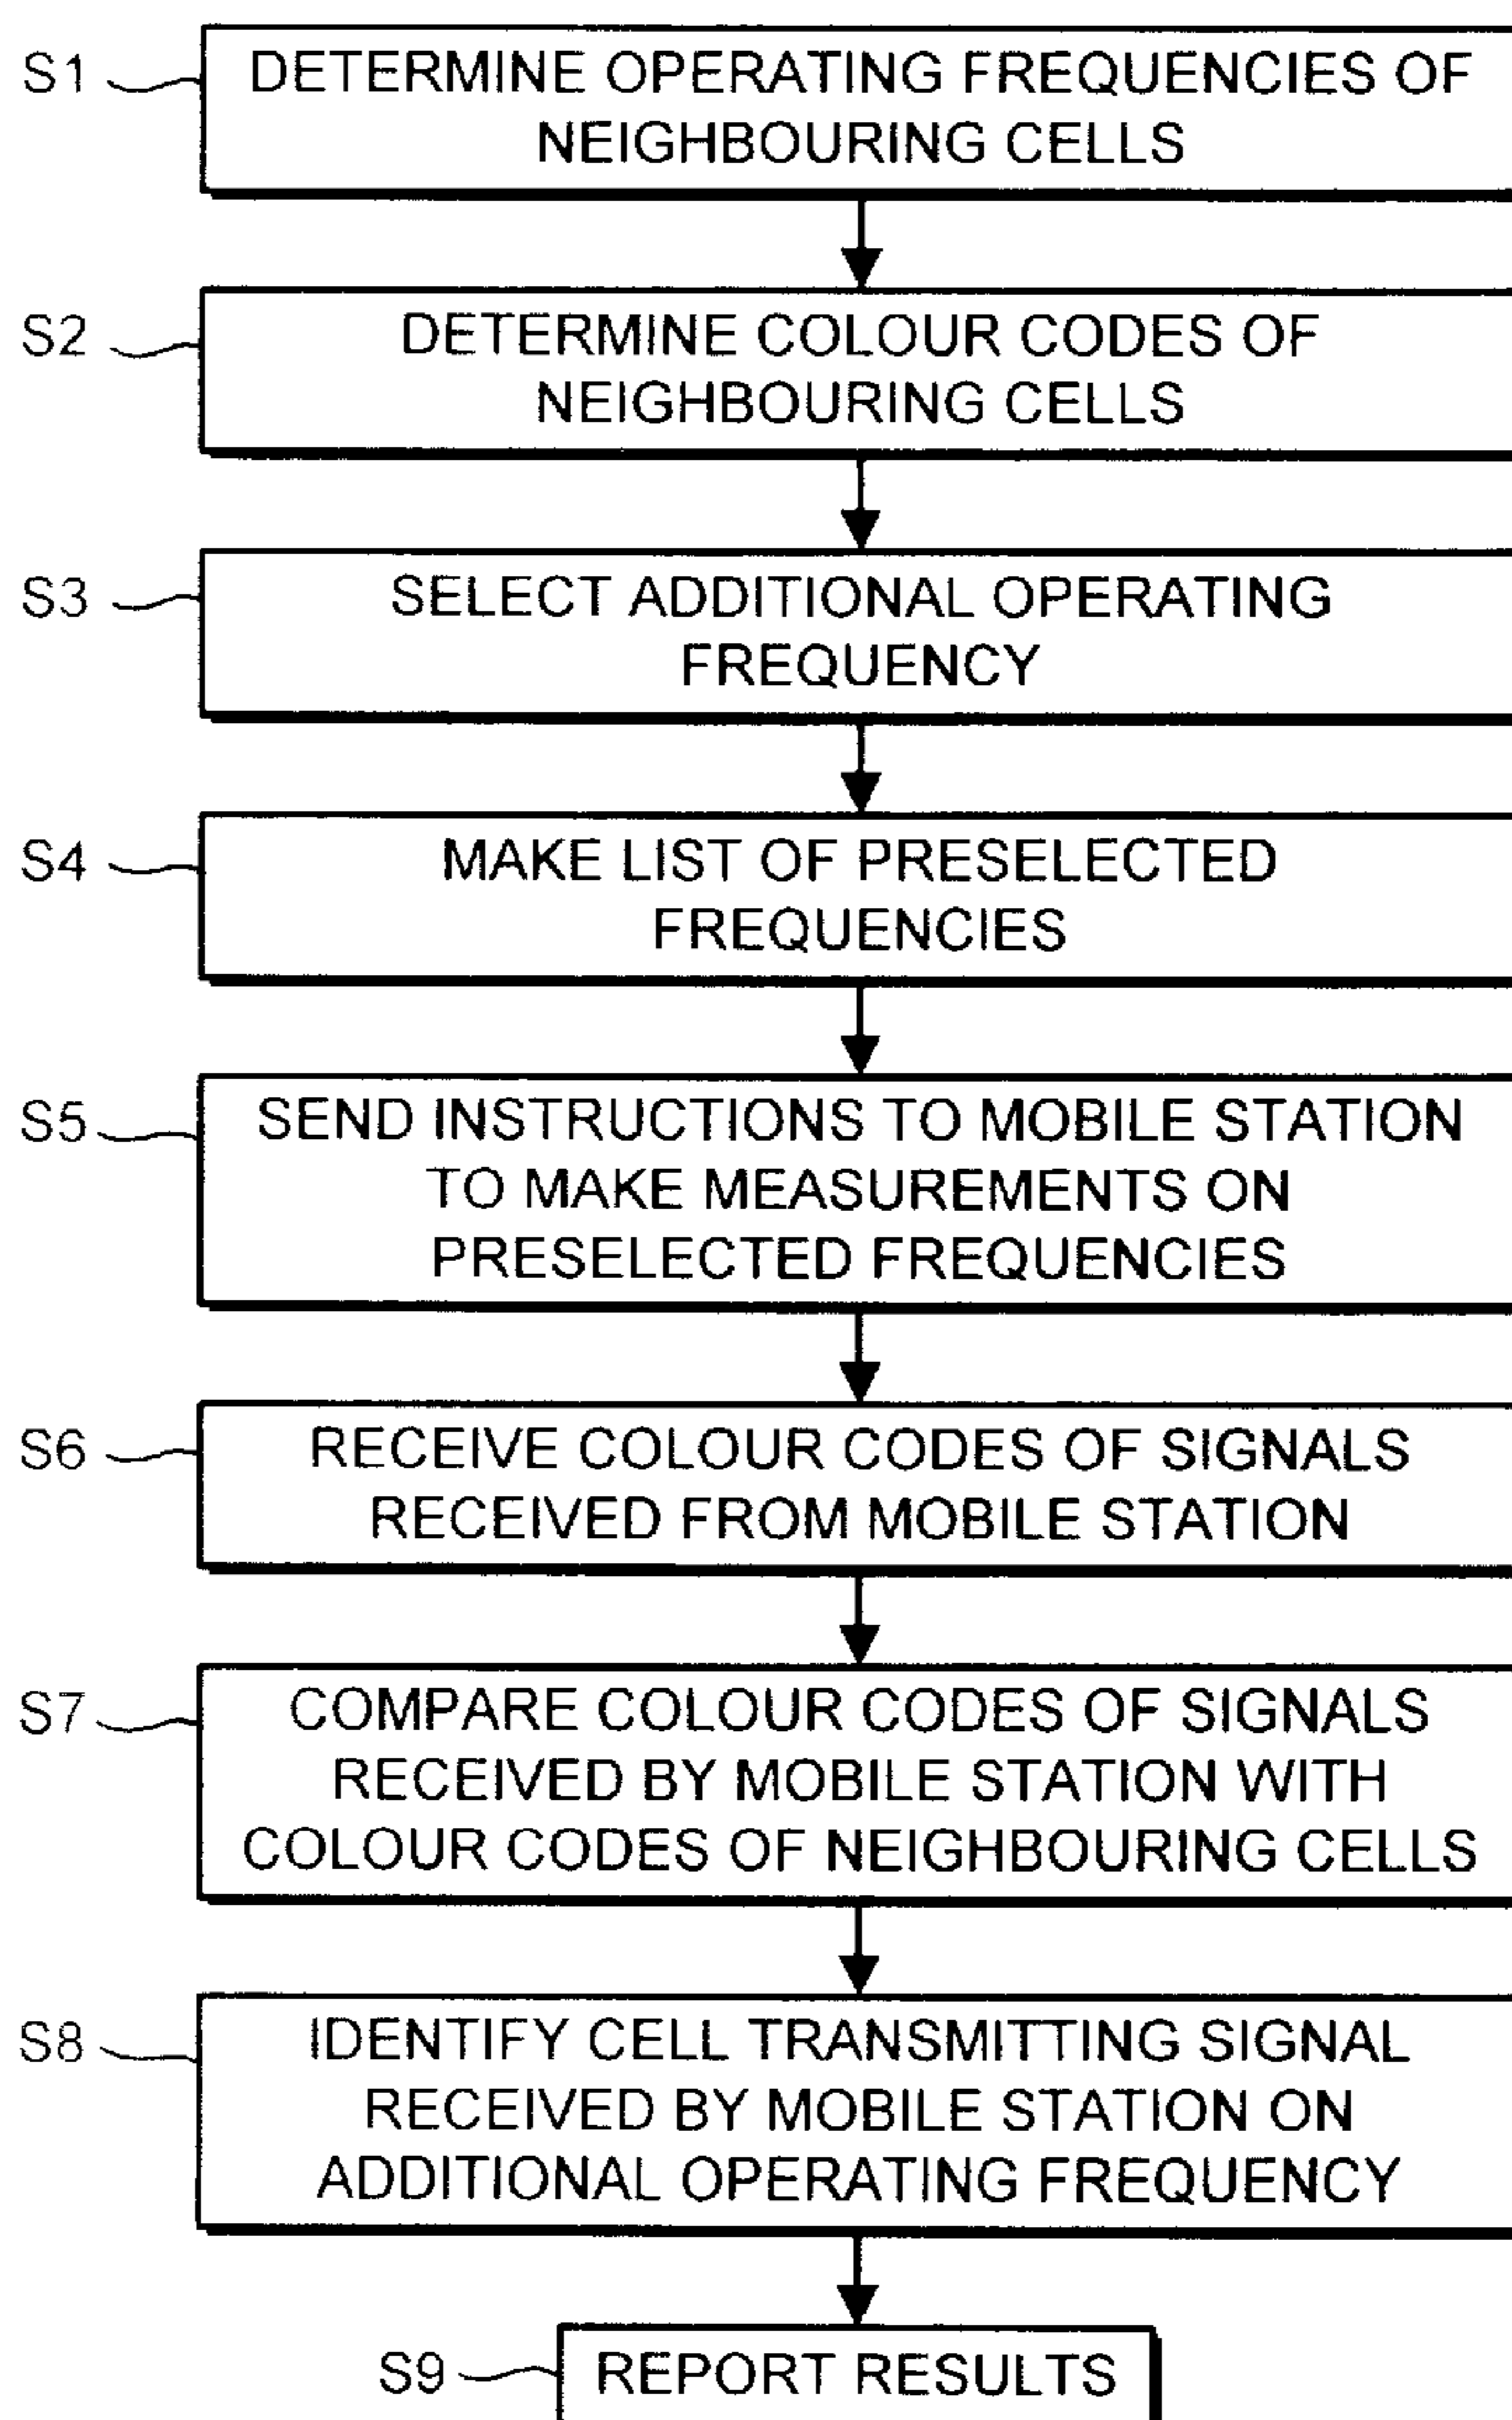 S1 DETERMINE OPERATING FREQUENCIES OF
NEIGHBOURING CELLS
S2 DETERMINE COLOUR CODES OF
NEIGHBOURING CELLS
S3 SELECT ADDITIONAL OPERATING
FREQUENCY
S4 MAKE LIST OF PRESELECTED
FREQUENCIES
S5 SEND INSTRUCTIONS TO MOBILE STATION
TO MAKE MEASUREMENTS ON
PRESELECTED FREQUENCIES
S6 RECEIVE COLOUR CODES OF SIGNALS
RECEIVED FROM MOBILE STATION
S7 COMPARE COLOUR CODES OF SIGNALS
RECEIVED BY MOBILE STATION WITH
COLOUR CODES OF NEIGHBOURING CELLS
S8 IDENTIFY CELL TRANSMITTING SIGNAL
RECEIVED BY MOBILE STATION ON
ADDITIONAL OPERATING FREQUENCY
S9 REPORT RESULTS